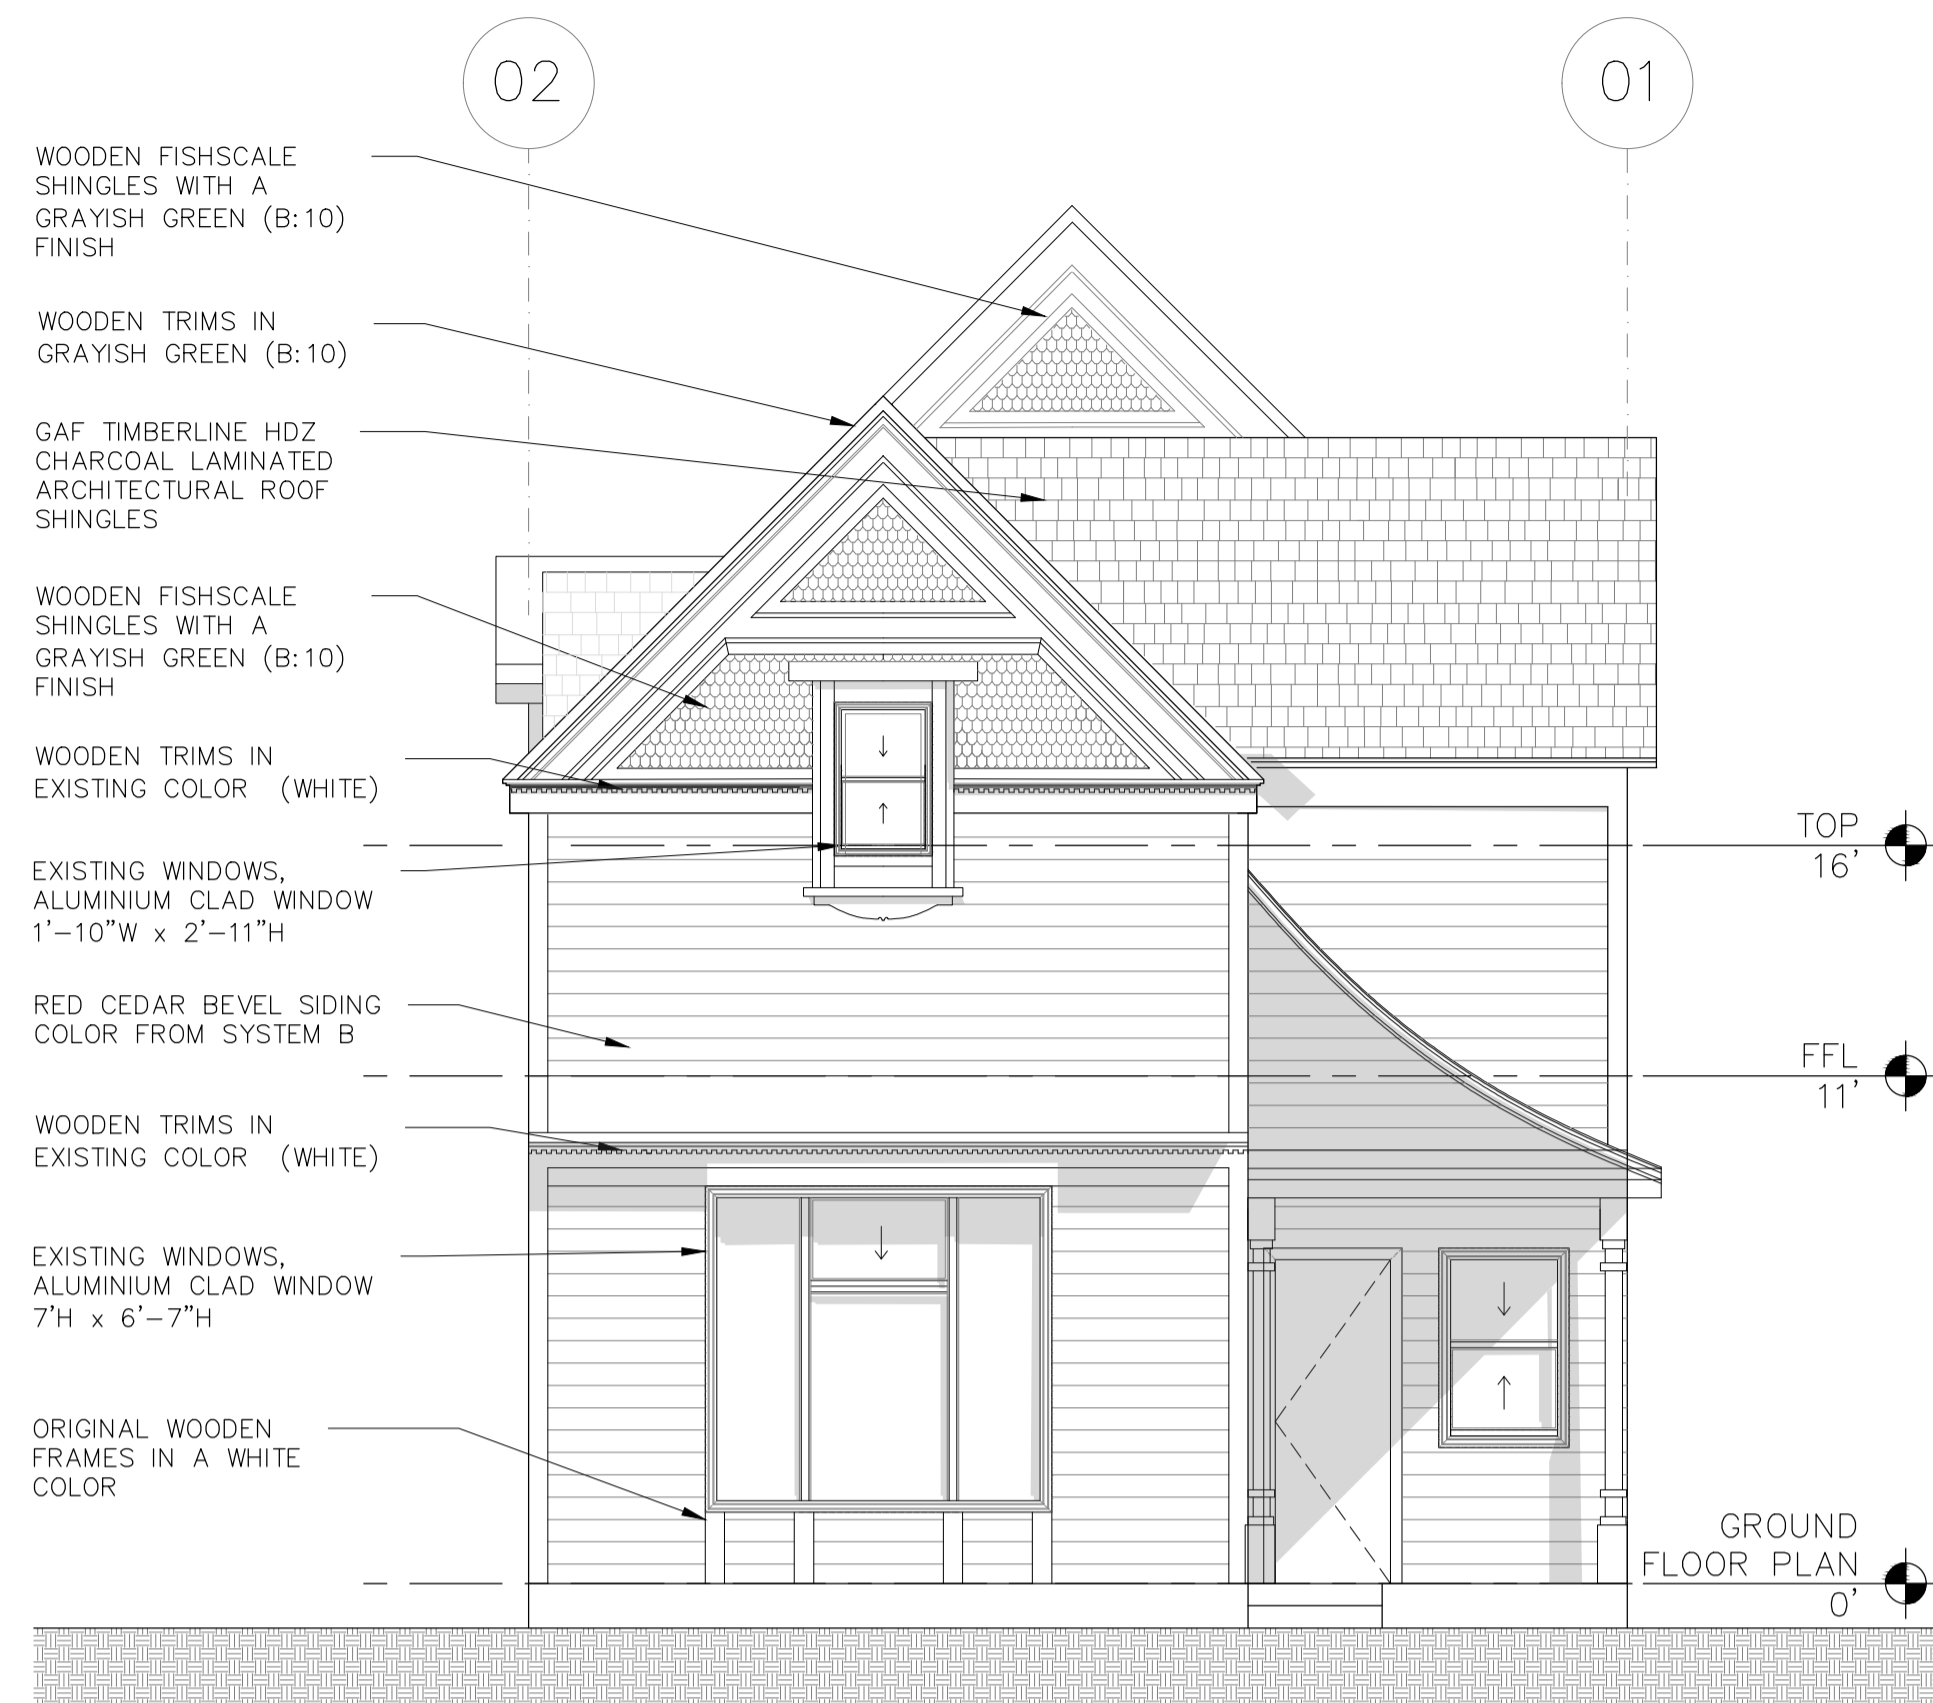 02
01
WOODEN FISHSCALE
SHINGLES WITH A
GRAYISH GREEN (B:10)
FINISH
WOODEN TRIMS IN
GRAYISH GREEN (B:10)
GAF TIMBERLINE HDZ
CHARCOAL LAMINATED
ARCHITECTURAL ROOF
SHINGLES
WOODEN FISHSCALE
SHINGLES WITH A
GRAYISH GREEN (B:10)
FINISH
WOODEN TRIMS IN
EXISTING COLOR (WHITE)
EXISTING WINDOWS,
ALUMINIUM CLAD WINDOW
1'-10"W x 2'-11"H
RED CEDAR BEVEL SIDING
COLOR FROM SYSTEM B
WOODEN TRIMS IN
EXISTING COLOR (WHITE)
EXISTING WINDOWS,
ALUMINIUM CLAD WINDOW
7'H x 6'-7"H
ORIGINAL WOODEN
FRAMES IN A WHITE
COLOR
TOP
16'
FFL
11'
GROUND
FLOOR PLAN
0'